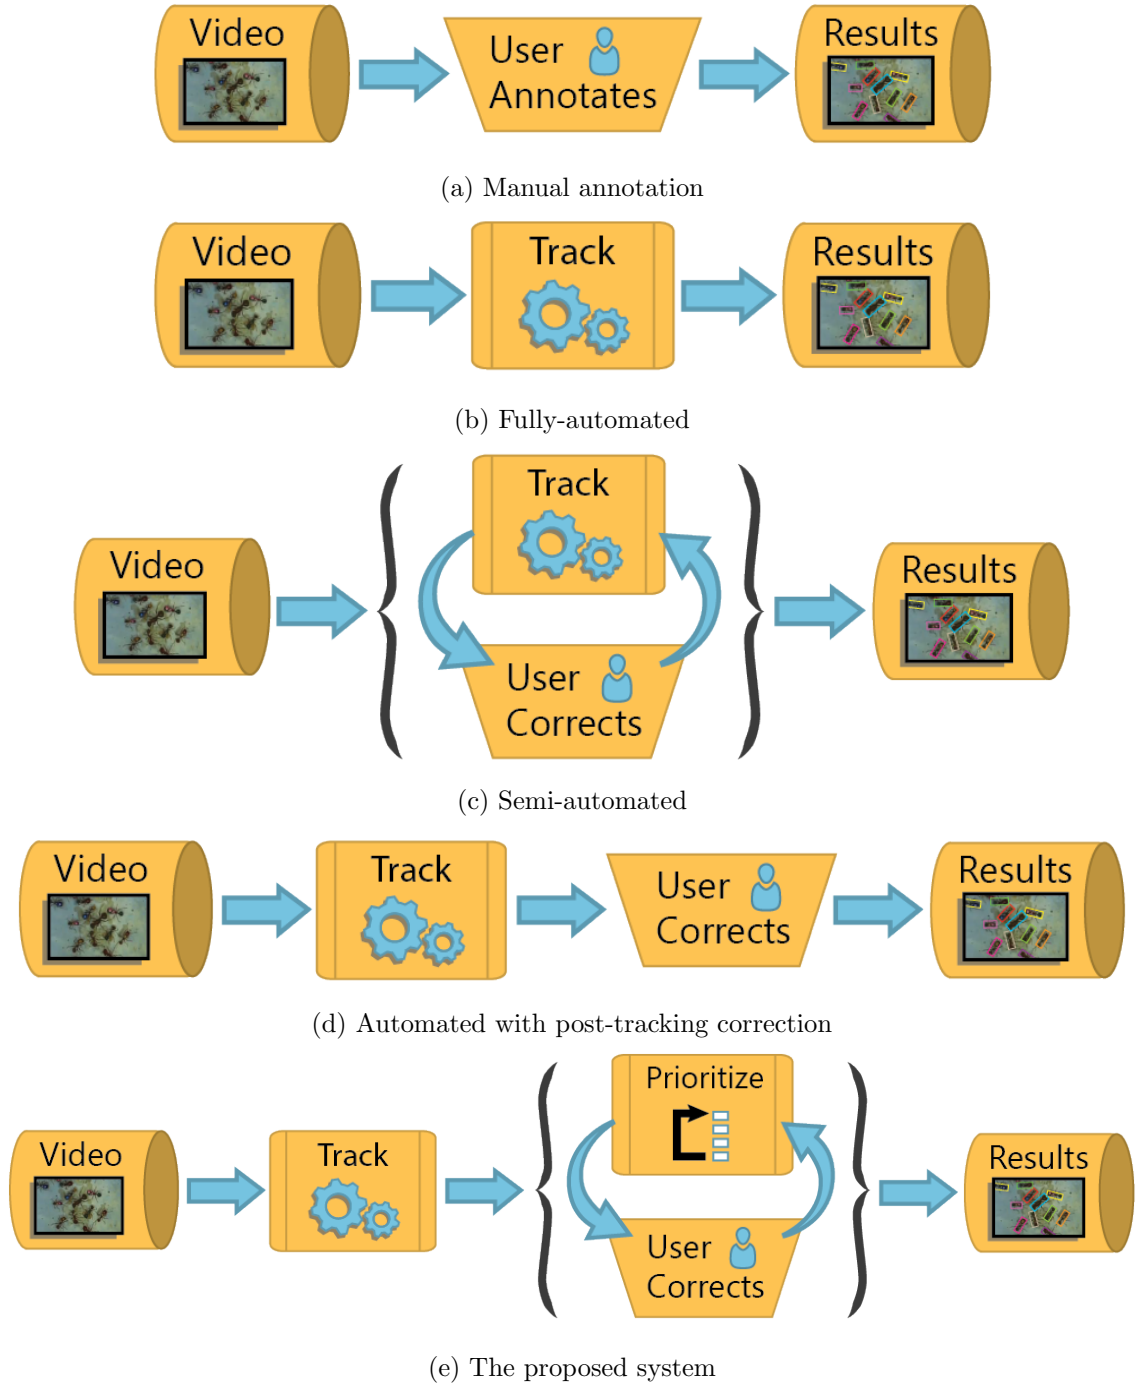 Video
User
Annotates
Results
(a) Manual annotation
Video
Track
Results
(b) Fully-automated
Track
Video
User
Corrects
Results
(c) Semi-automated
Video
Track
User
Corrects
Results
(d) Automated with post-tracking correction
Prioritize
Video
Track
User
Corrects
Results
(e) The proposed system